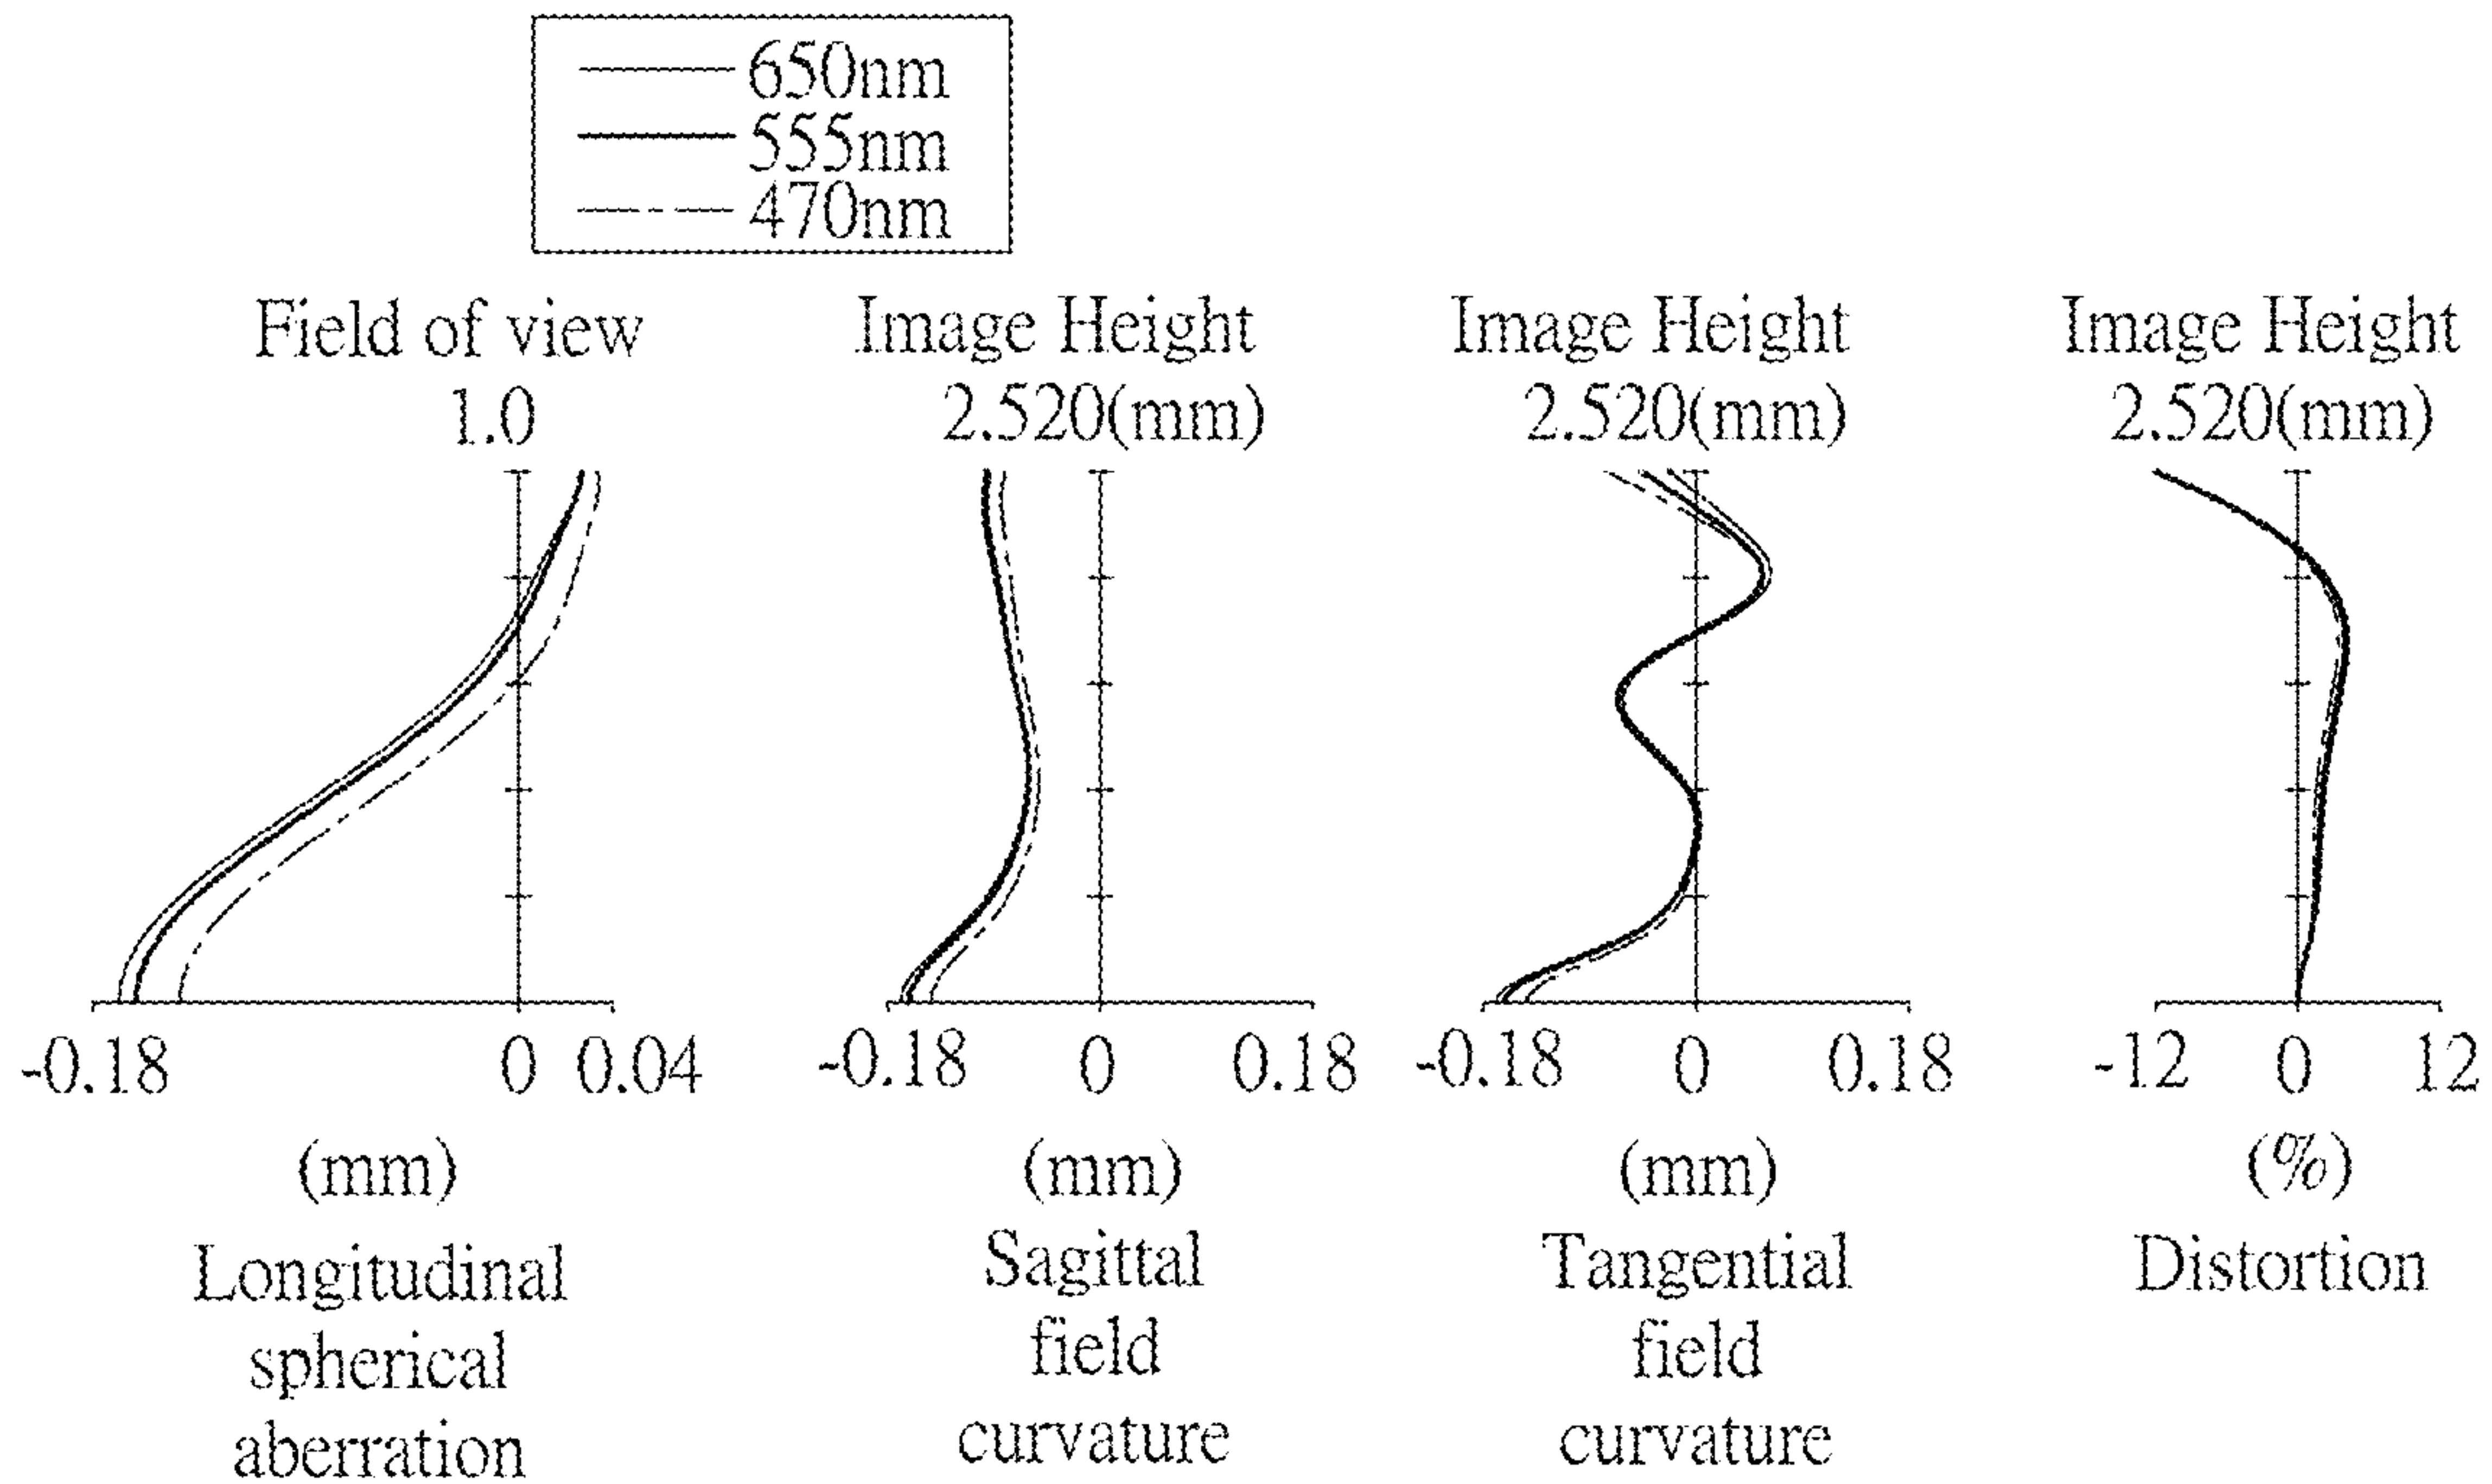 650nm
555nm
470nm
Field of view
1.0
Image Height
2.520(mm)
Image Height
2.520(mm)
Image Height
2.520(mm)
-0.18 0 0.04
(mm)
Longitudinal
spherical
aberration
-0.18 0 0.18
(mm)
Sagittal
field
curvature
-0.18 0 0.18
(mm)
Tangential
field
curvature
-12 0 12
(%)
Distortion